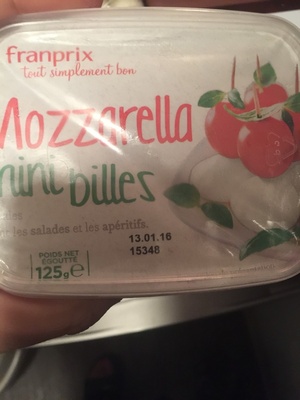 franprix
tout simplement bon
Mozzarella
mini billes
les salades et les apéritifs.
13.01.16
15348
POIDS NET
ÉGOUTTÉ
125g e